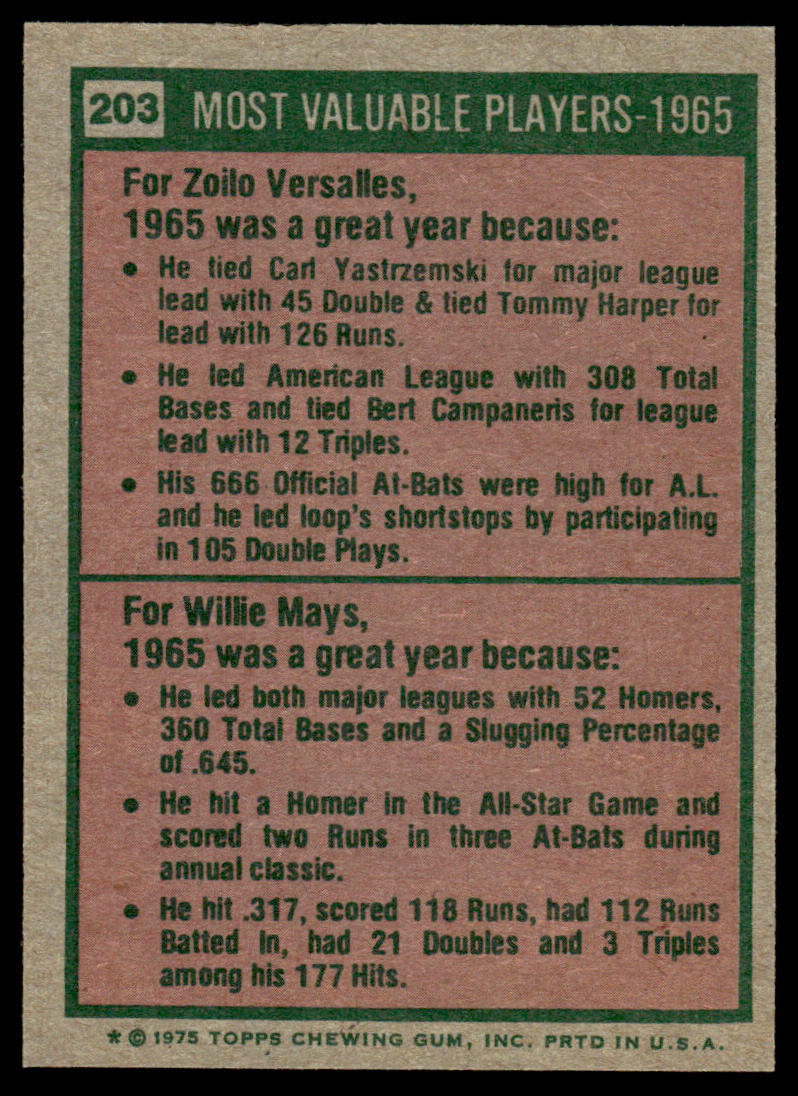 203 MOST VALUABLE PLAYERS-1965
For Zoilo Versalles,
1965 was a great year because:
• He tied Carl Yastrzemski for major league
lead with 45 Double & tied Tommy Harper for
lead with 126 Runs.
• He led American League with 308 Total
Bases and tied Bert Campaneris for league
lead with 12 Triples.
• His 666 Official At-Bats were high for A.L.
and he led loop's shortstops by participating
in 105 Double Plays.
For Willie Mays,
1965 was a great year because:
• He led both major leagues with 52 Homers,
360 Total Bases and a Slugging Percentage
of .645.
• He hit a Homer in the All-Star Game and
scored two Runs in three At-Bats during
annual classic.
• He hit .317, scored 118 Runs, had 112 Runs
Batted In, had 21 Doubles and 3 Triples
among his 177 Hits.
* © 1975 TOPPS CHEWING GUM, INC. PRTD IN U.S.A.